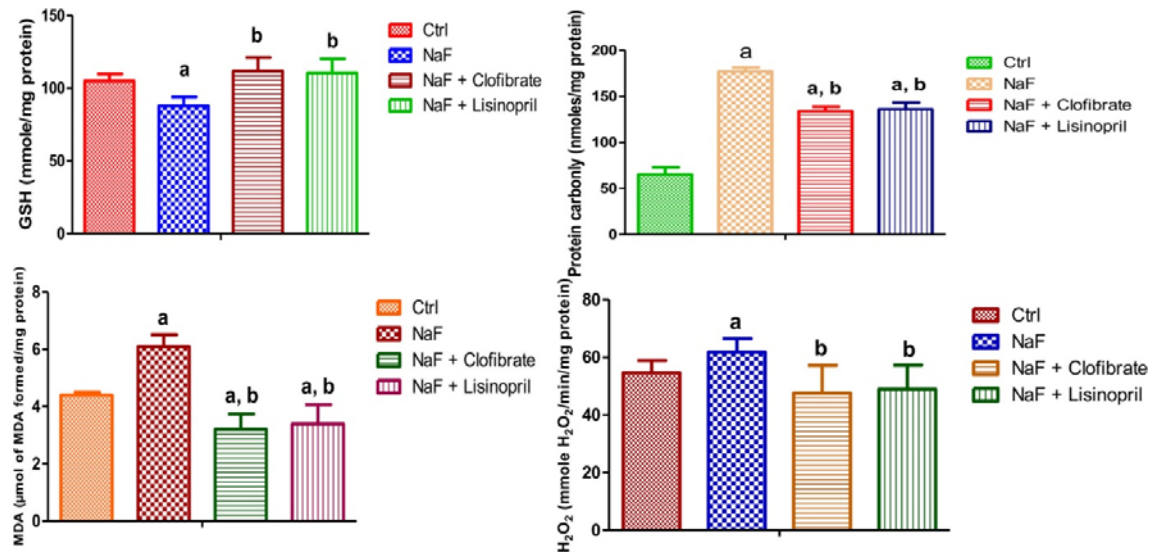 GSH (mmole/mg protein)
150
100
50
0
a
b
b
Ctrl
NaF
NaF + Clofibrate
NaF + Lisinopril
Protein carbonly (nmoles/mg protein)
200
150
100
50
0
a
a, b
a, b
Ctrl
NaF
NaF + Clofibrate
NaF + Lisinopril
MDA (µmol of MDA formed/mg protein)
8
6
4
2
0
a
a, b
a, b
Ctrl
NaF
NaF + Clofibrate
NaF + Lisinopril
H₂O₂ (mmole H₂O₂/min/mg protein)
80
60
40
20
0
a
b
b
Ctrl
NaF
NaF + Clofibrate
NaF + Lisinopril